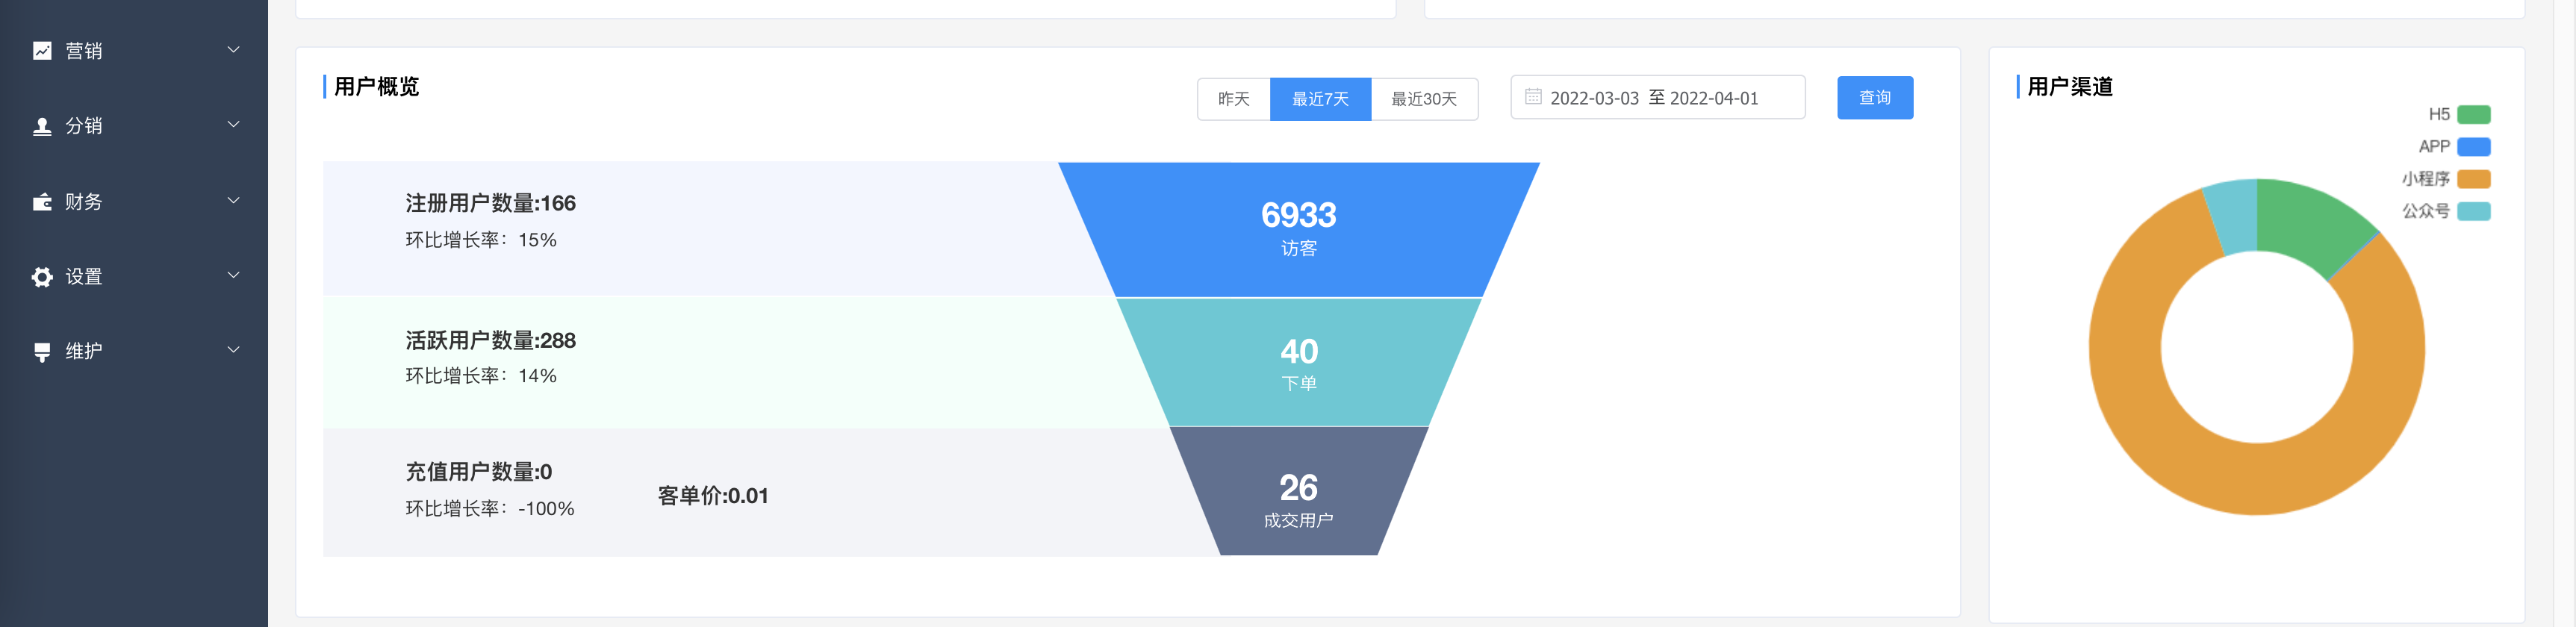 营销
分销
财务
设置
维护
用户概览
昨天 最近7天 最近30天 2022-03-03 至 2022-04-01 查询
注册用户数量:166
环比增长率：15%
6933
访客
活跃用户数量:288
环比增长率：14%
40
下单
充值用户数量:0
环比增长率：-100%
客单价:0.01
26
成交用户
用户渠道
H5
APP
小程序
公众号